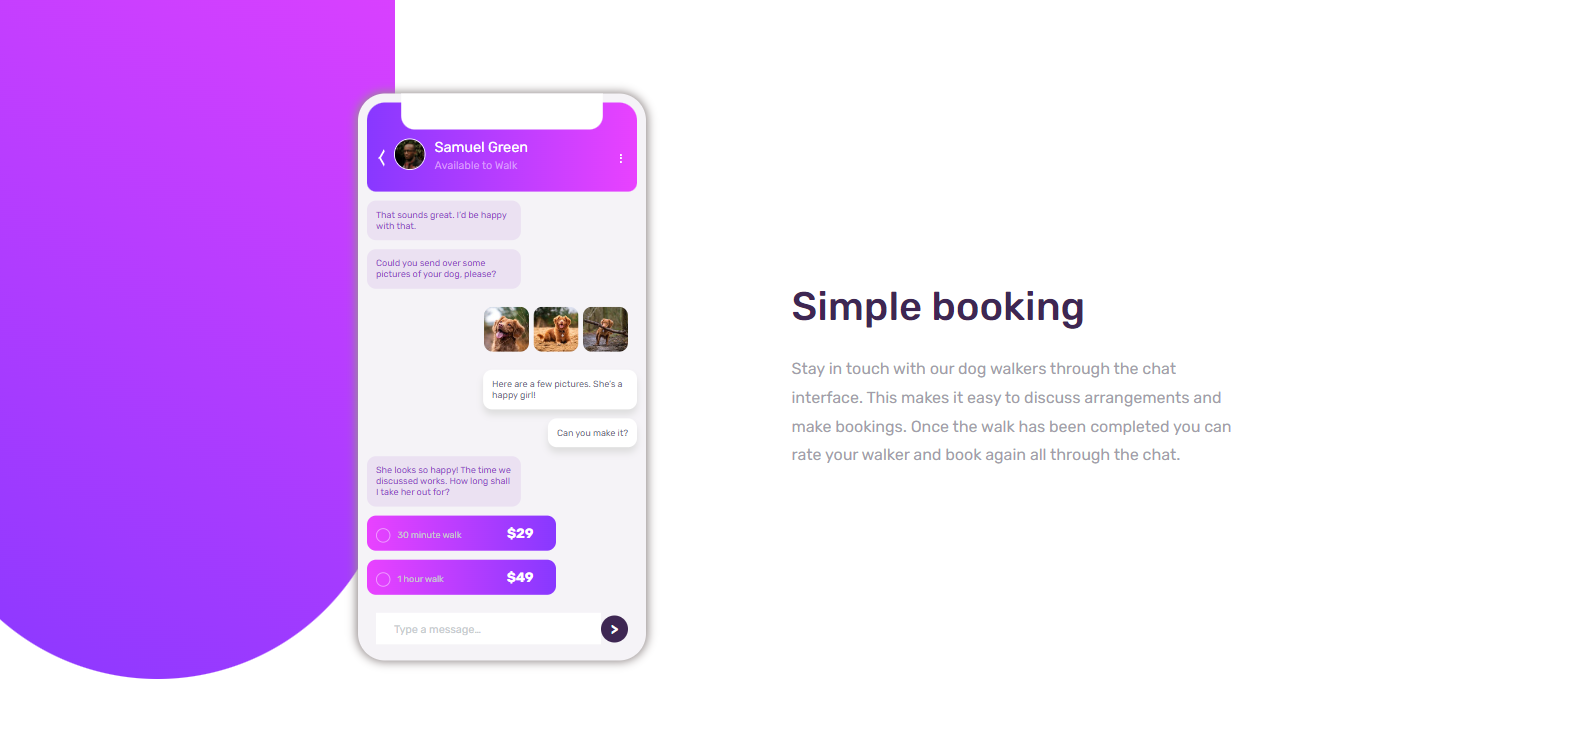 Samuel Green
Available to Walk
That sounds great. I'd be happy
with that.
Could you send over some
pictures of your dog, please?
Here are a few pictures. She's a
happy girl!
Can you make it?
She looks so happy! The time we
discussed works. How long shall
I take her out for?
30 minute walk $29
1 hour walk $49
Type a message…
Simple booking
Stay in touch with our dog walkers through the chat
interface. This makes it easy to discuss arrangements and
make bookings. Once the walk has been completed you can
rate your walker and book again all through the chat.